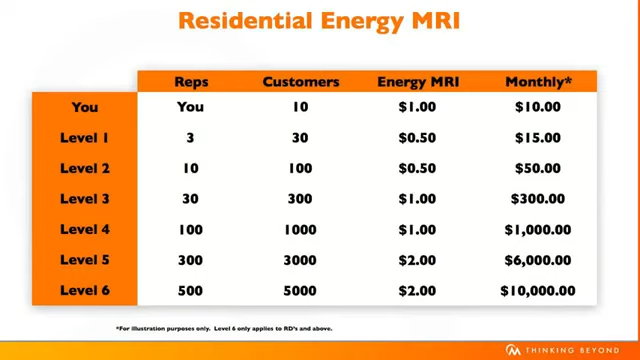 Residential Energy MRI
Reps Customers Energy MRI Monthly*
You You 10 $1.00 $10.00
Level 1 3 30 $0.50 $15.00
Level 2 10 100 $0.50 $50.00
Level 3 30 300 $1.00 $300.00
Level 4 100 1000 $1.00 $1,000.00
Level 5 300 3000 $2.00 $6,000.00
Level 6 500 5000 $2.00 $10,000.00
*For illustration purposes only. Level 6 only applies to RD's and above.
THINKING BEYOND